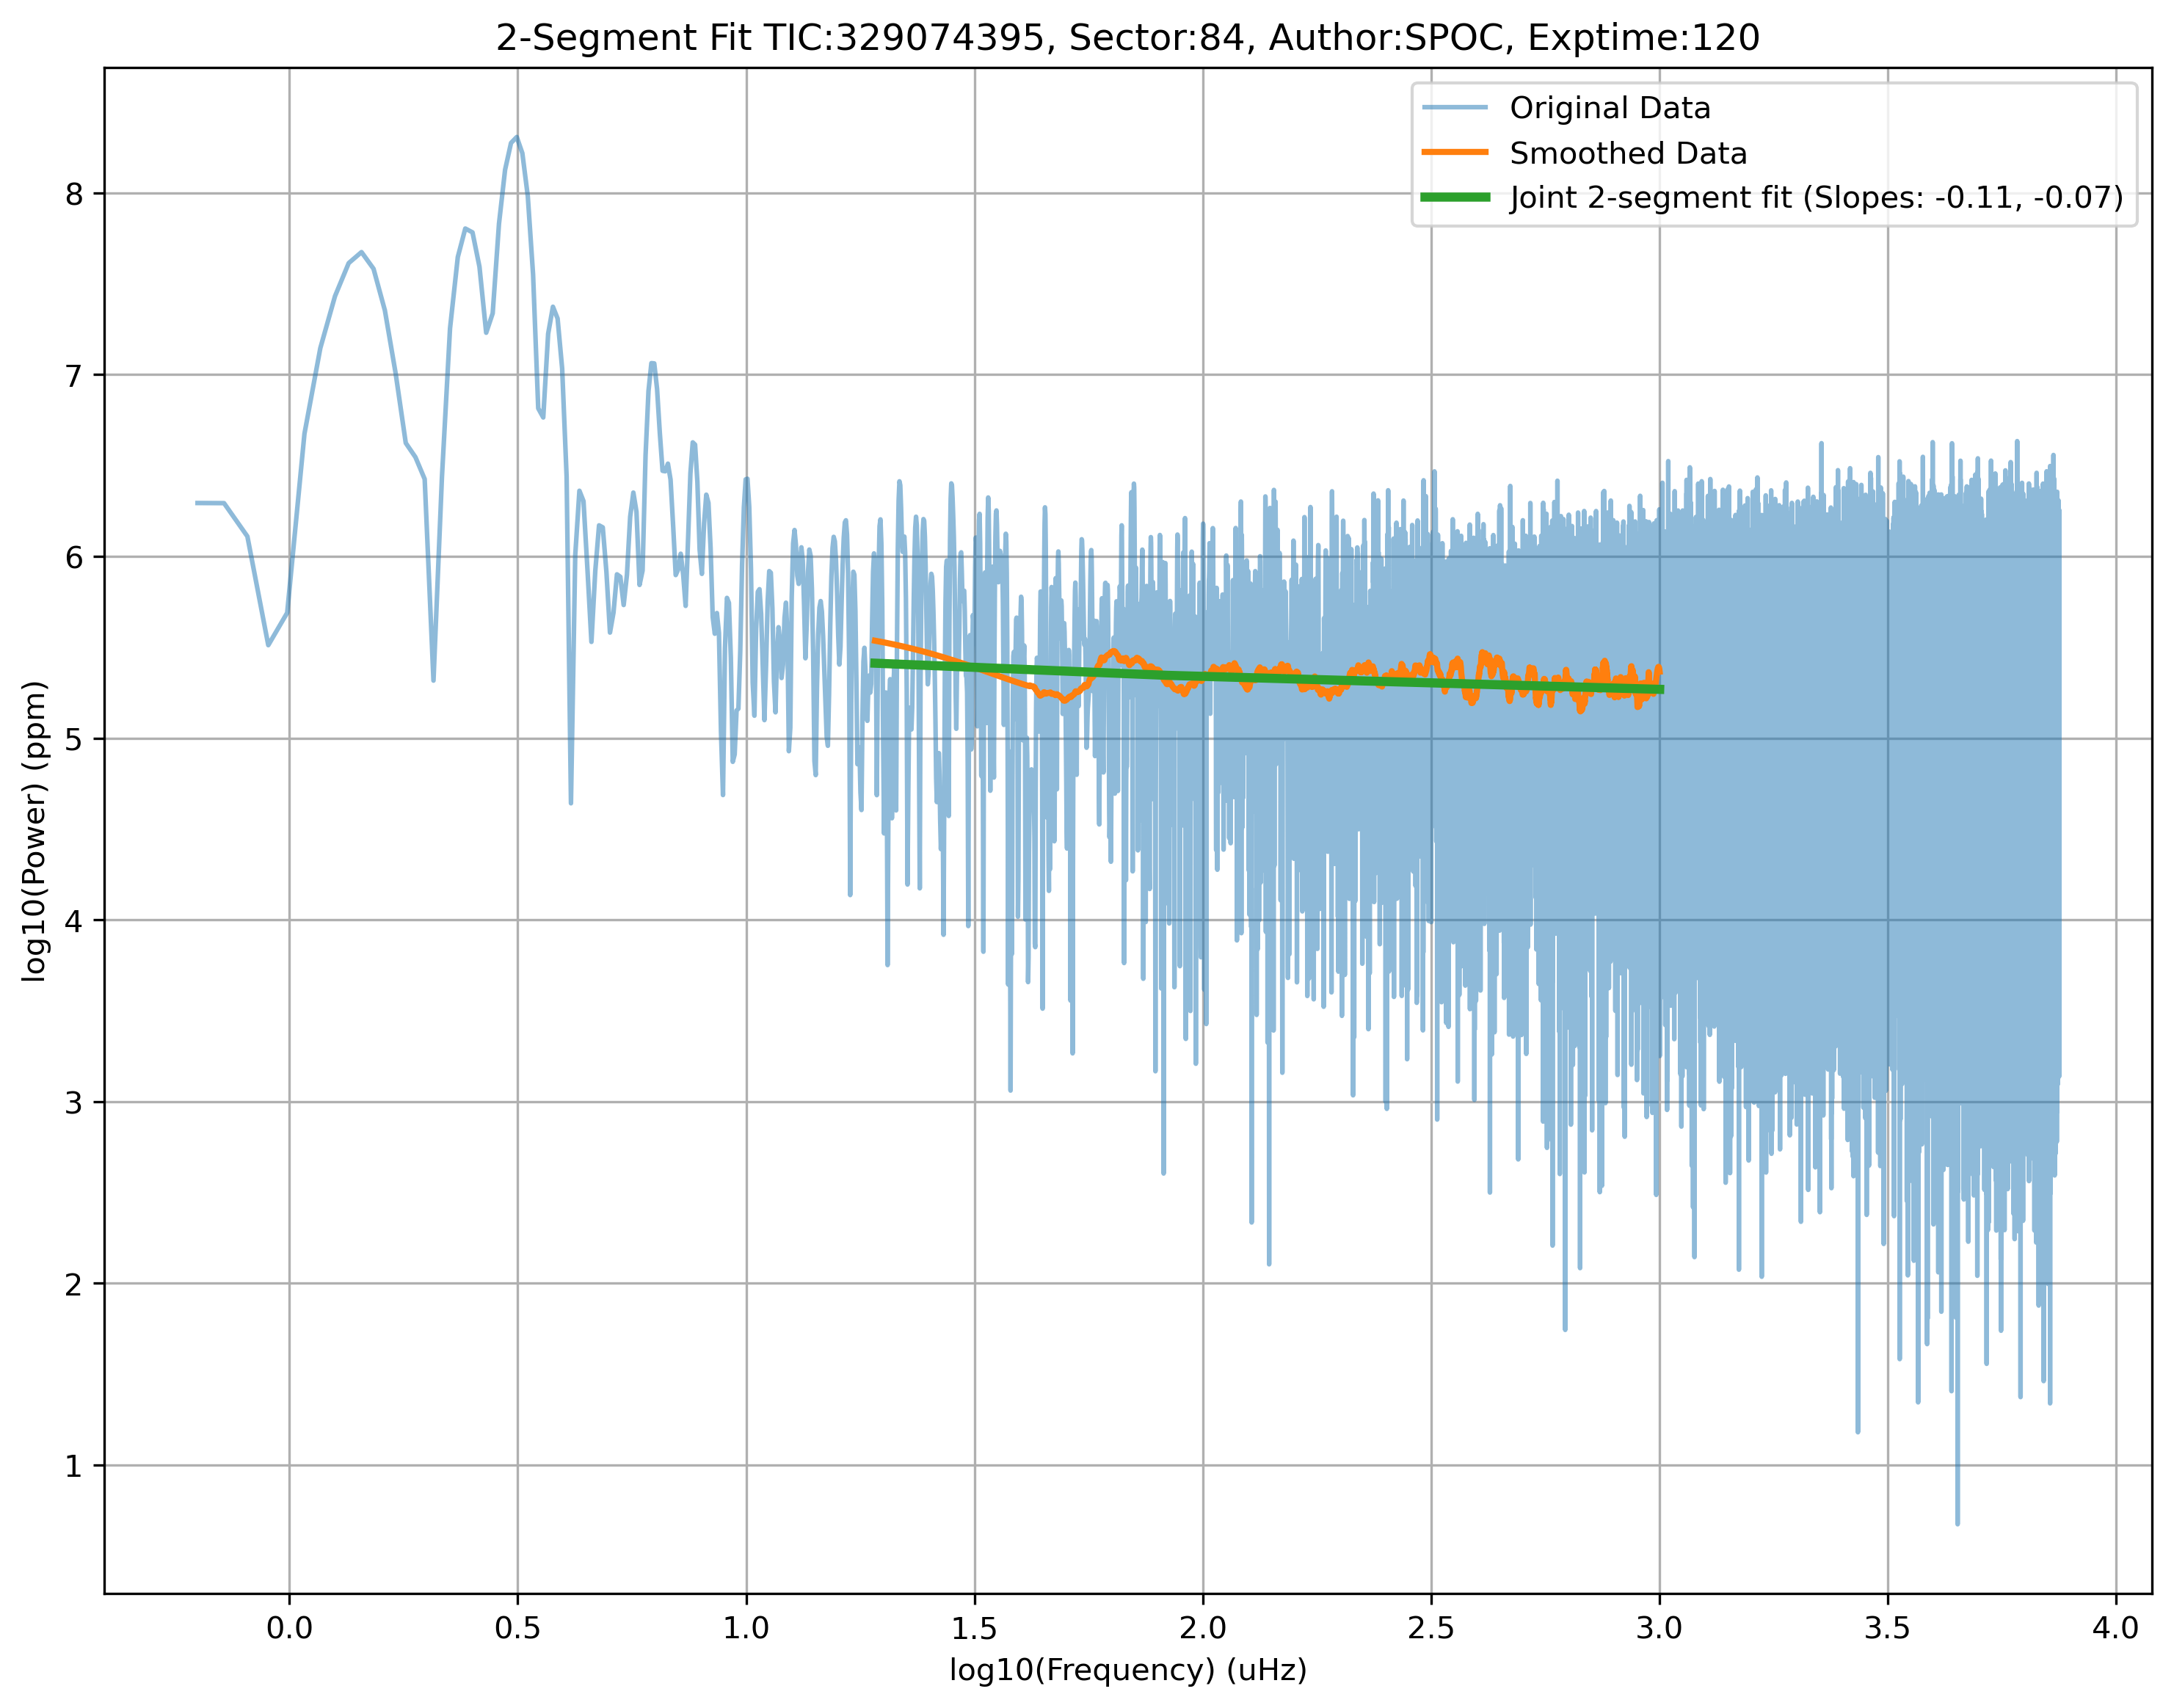 2-Segment Fit TIC:329074395, Sector:84, Author:SPOC, Exptime:120
Original Data
Smoothed Data
Joint 2-segment fit (Slopes: -0.11, -0.07)
log10(Power) (ppm)
8
7
6
5
4
3
2
1
0.0 0.5 1.0 1.5 2.0 2.5 3.0 3.5 4.0
log10(Frequency) (uHz)